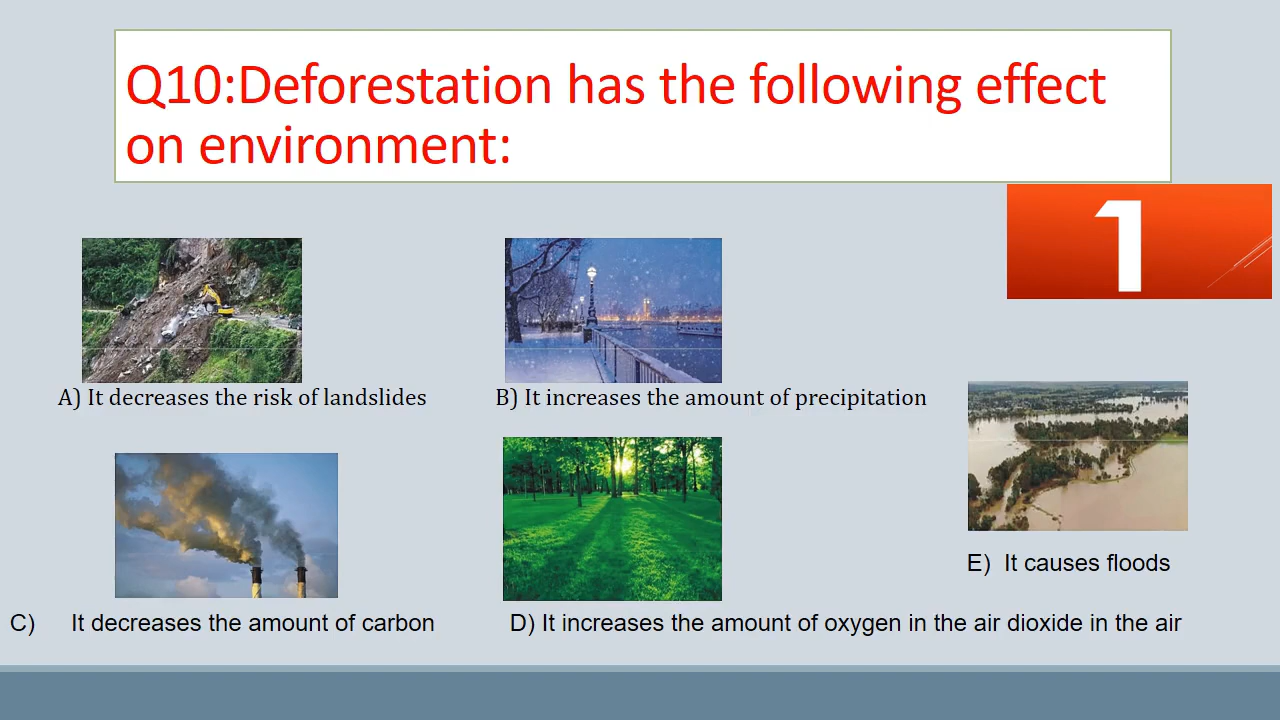 Q10:Deforestation has the following effect
on environment:
1
A) It decreases the risk of landslides
B) It increases the amount of precipitation
E) It causes floods
C) It decreases the amount of carbon
D) It increases the amount of oxygen in the air dioxide in the air